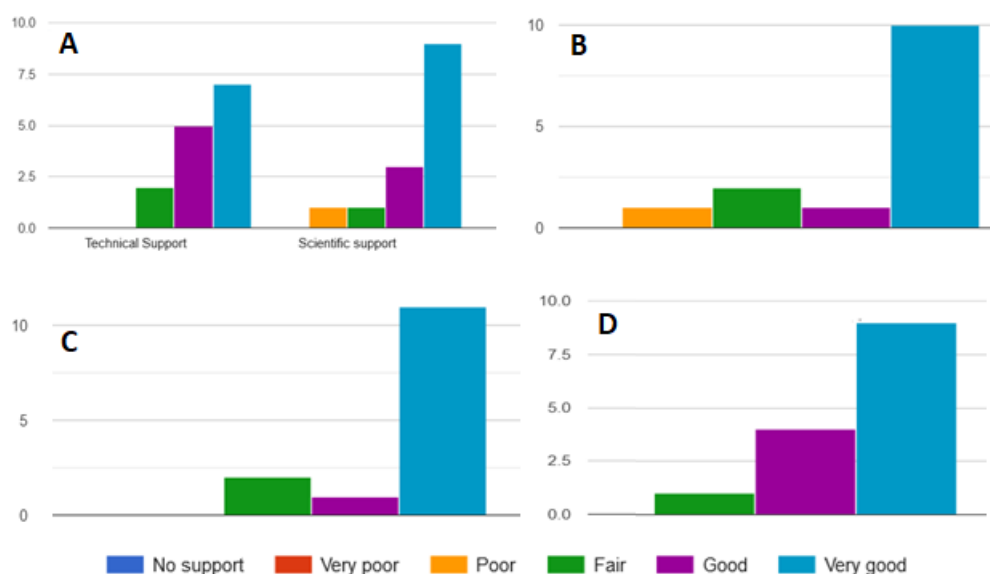 A
10.0
7.5
5.0
2.5
0.0
Technical Support Scientific support
B
10
5
0
C
10
5
0
D
10.0
7.5
5.0
2.5
0.0
No support Very poor Poor Fair Good Very good